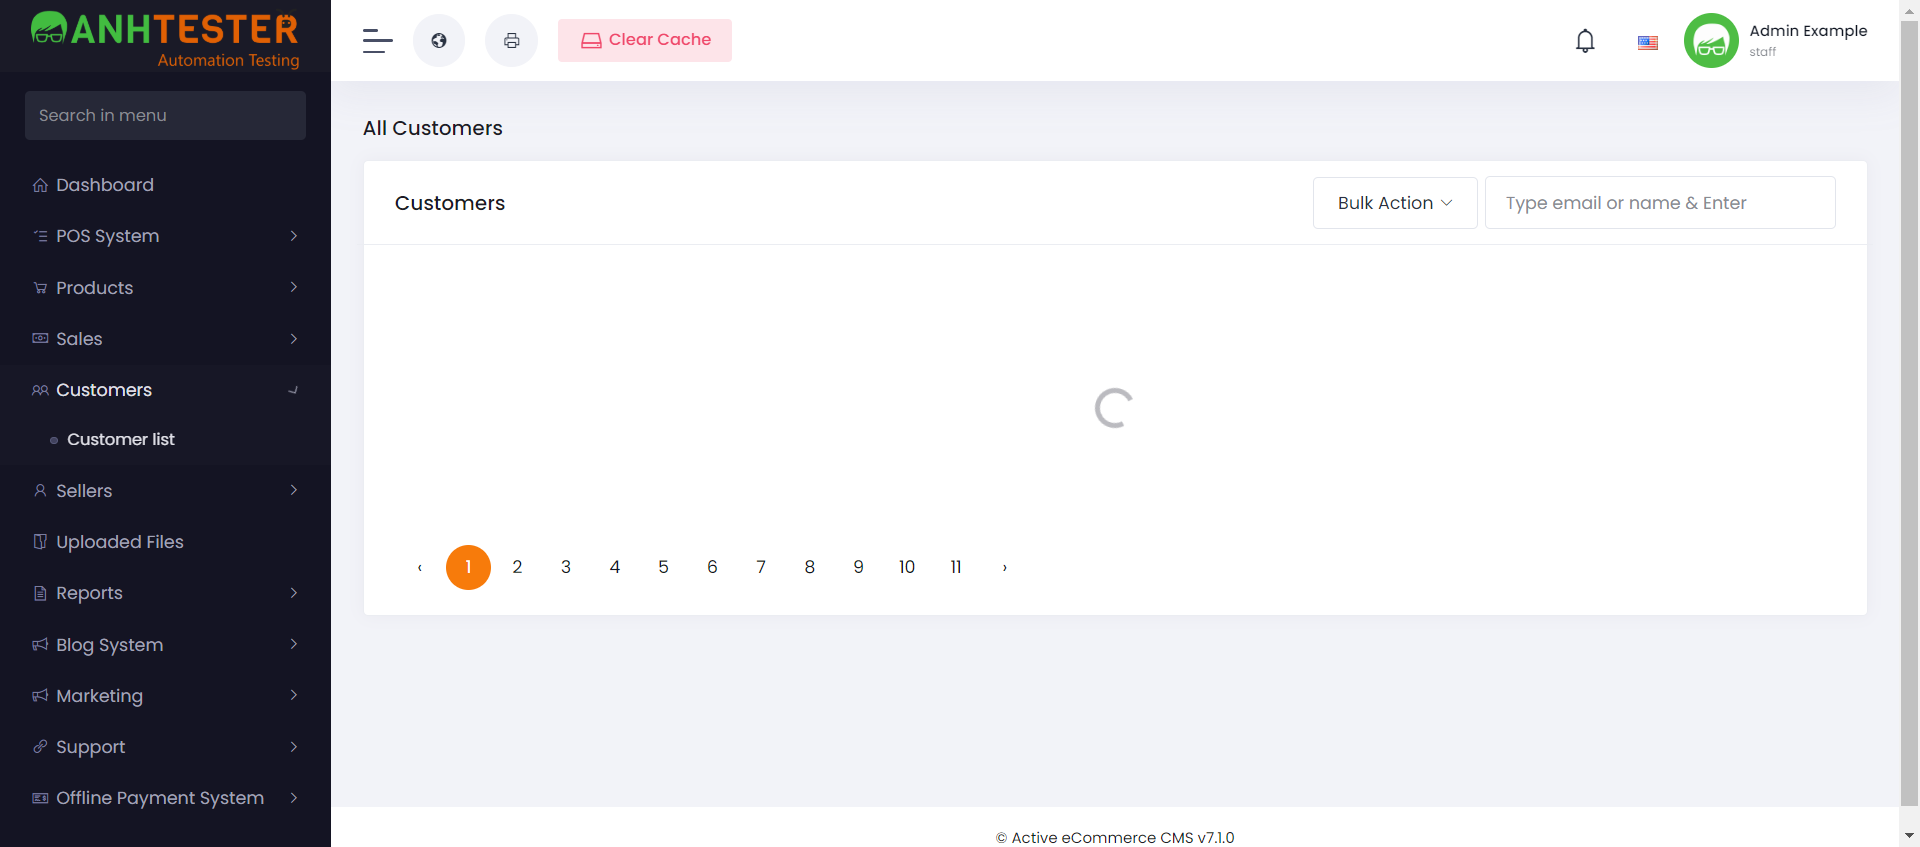 ANHTESTER
Automation Testing
Search in menu
Dashboard
POS System
Products
Sales
Customers
Customer list
Sellers
Uploaded Files
Reports
Blog System
Marketing
Support
Offline Payment System
Clear Cache
Admin Example
staff
All Customers
Customers
Bulk Action
Type email or name & Enter
‹ 1 2 3 4 5 6 7 8 9 10 11 ›
© Active eCommerce CMS v7.1.0